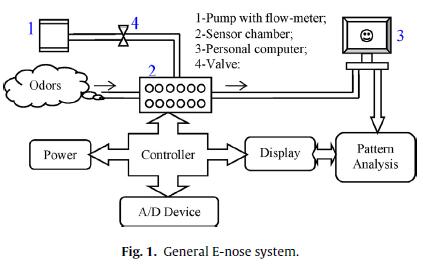 1
4
1-Pump with flow-meter;
2-Sensor chamber;
3-Personal computer;
4-Valve;
3
2
Odors
Power
Controller
Display
Pattern
Analysis
A/D Device
Fig. 1. General E-nose system.